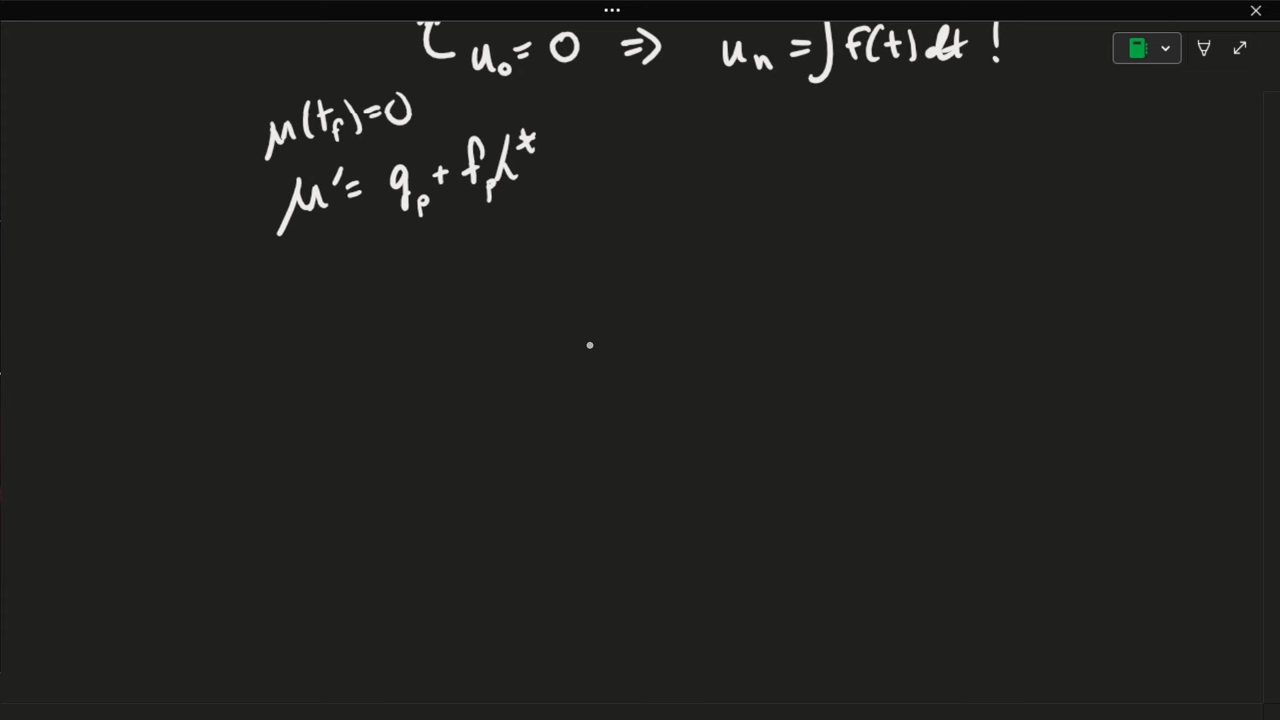 u₀ = 0 ⇒ uₙ = ∫ f(t) dt !
μ(t_f) = 0
μ' = q_p + f_p λ*